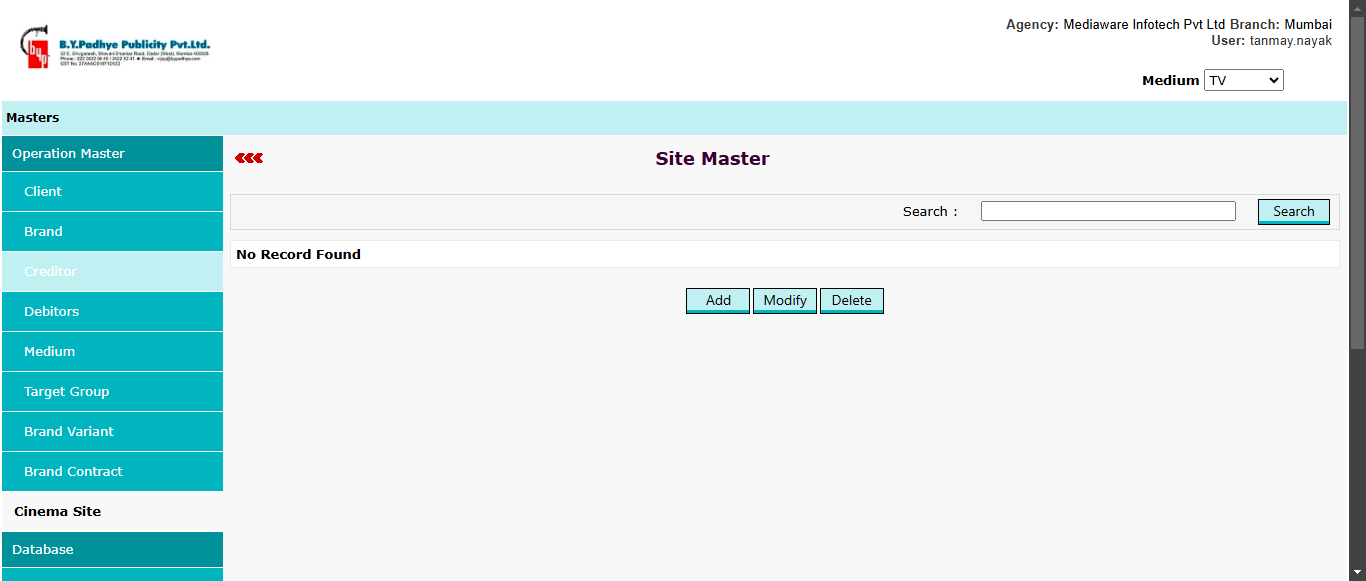 Agency: Mediaware Infotech Pvt Ltd Branch: Mumbai
User: tanmay.nayak
B.Y.Padhye Publicity Pvt.Ltd.
Medium TV
Masters
Operation Master
Client
Brand
Creditor
Debitors
Medium
Target Group
Brand Variant
Brand Contract
Cinema Site
Database
Site Master
Search : Search
No Record Found
Add Modify Delete